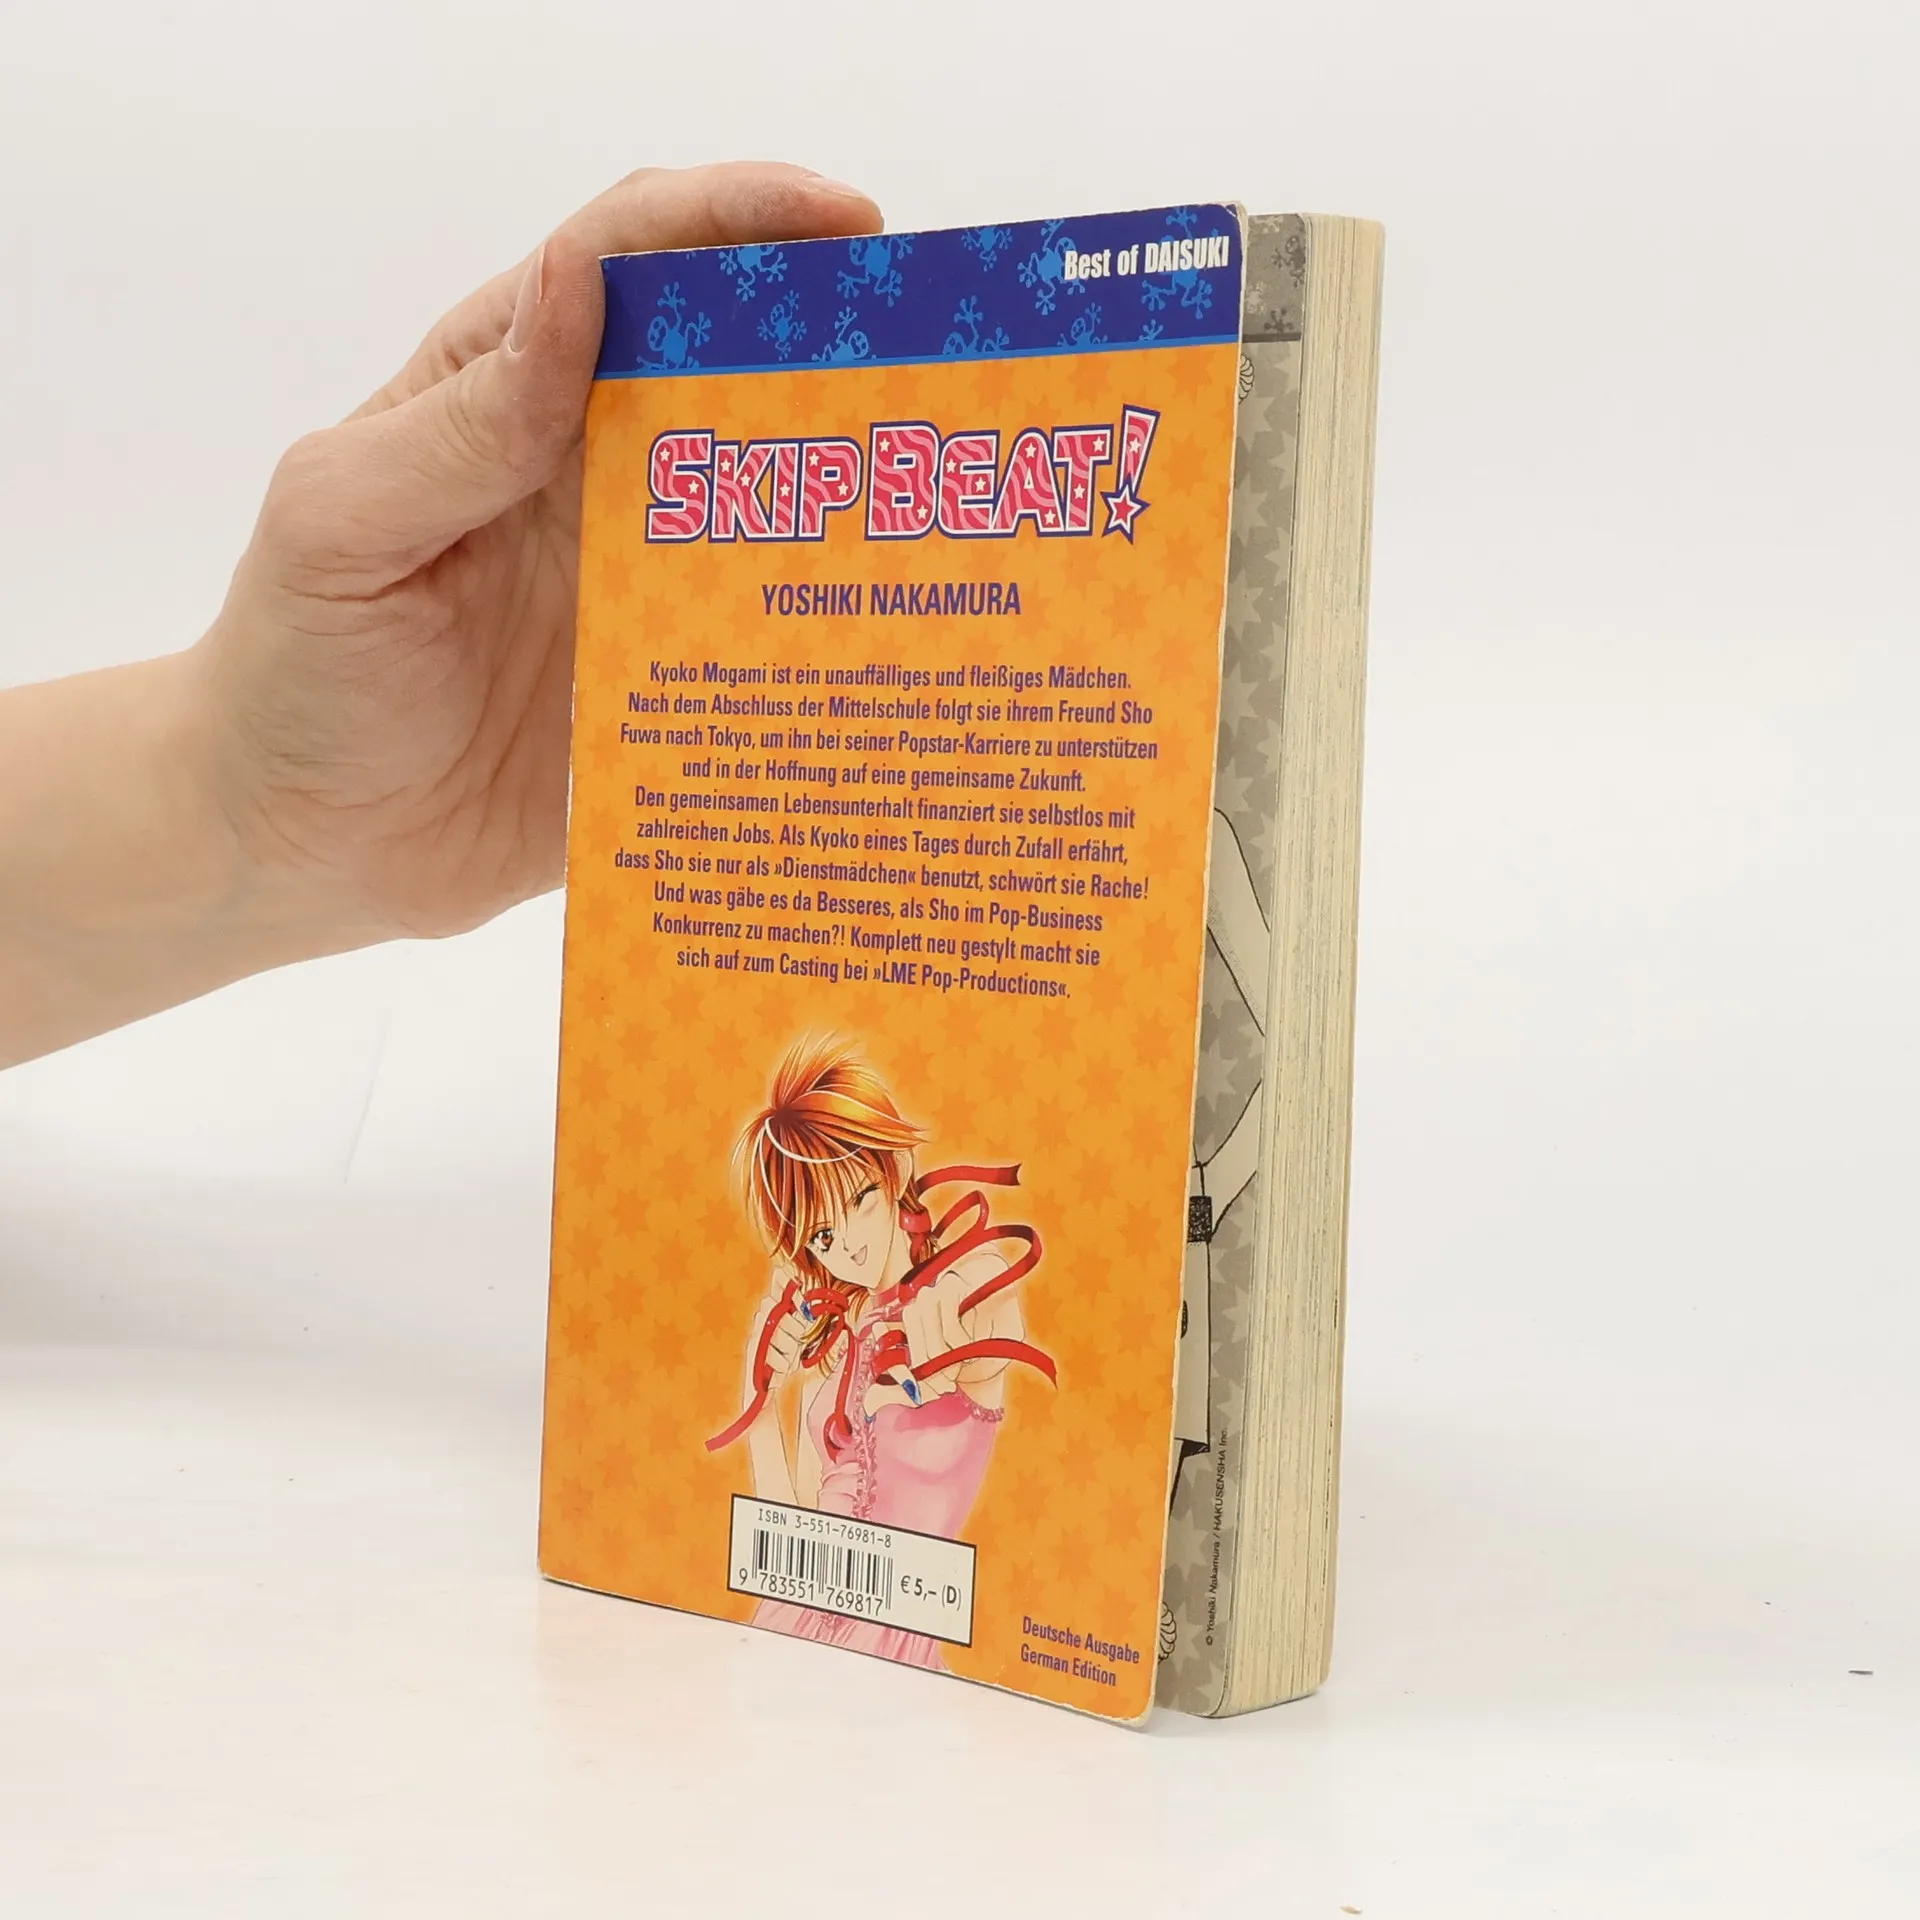 Best of DAISUKI
SKIP BEAT!
YOSHIKI NAKAMURA
Kyoko Mogami ist ein unauffälliges und fleißiges Mädchen.
Nach dem Abschluss der Mittelschule folgt sie ihrem Freund Sho
Fuwa nach Tokyo, um ihn bei seiner Popstar-Karriere zu unterstützen
und in der Hoffnung auf eine gemeinsame Zukunft.
Den gemeinsamen Lebensunterhalt finanziert sie selbstlos mit
zahlreichen Jobs. Als Kyoko eines Tages durch Zufall erfährt,
dass Sho sie nur als »Dienstmädchen« benutzt, schwört sie Rache!
Und was gäbe es da Besseres, als Sho im Pop-Business
Konkurrenz zu machen?! Komplett neu gestylt macht sie
sich auf zum Casting bei »LME Pop-Productions«.
ISBN 3-551-76981-8
9 783551 769817
€ 5,– (D)
Deutsche Ausgabe
German Edition
© Yoshiki Nakamura / HAKUSENSHA Inc.